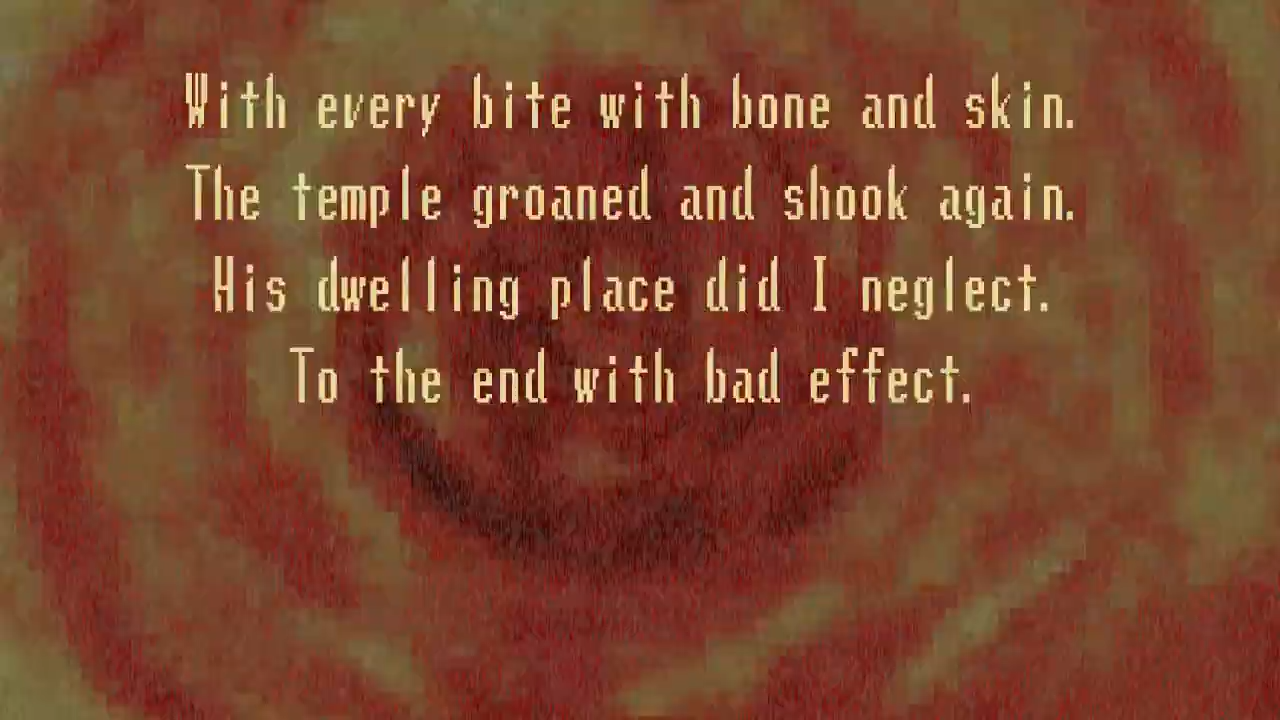 With every bite with bone and skin.
The temple groaned and shook again.
His dwelling place did I neglect.
To the end with bad effect.